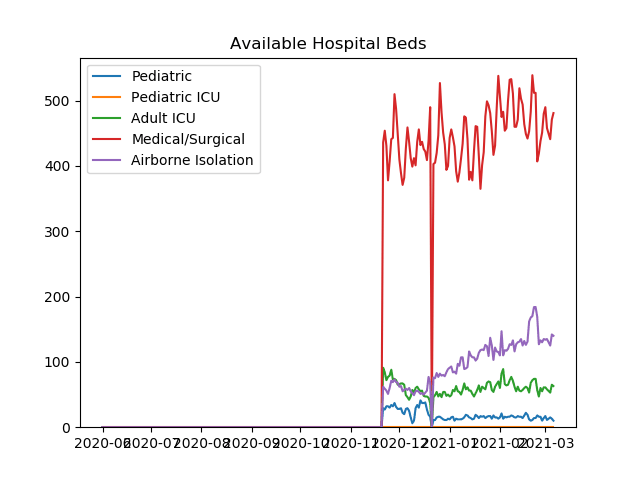 Available Hospital Beds
Pediatric
Pediatric ICU
Adult ICU
Medical/Surgical
Airborne Isolation
500
400
300
200
100
0
2020-06 2020-07 2020-08 2020-09 2020-10 2020-11 2020-12 2021-01 2021-02 2021-03